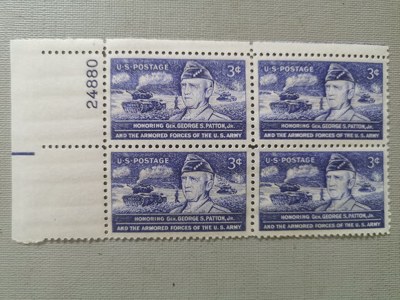 24880
U.S. POSTAGE 3¢
HONORING GEN. GEORGE S. PATTON, JR.
AND THE ARMORED FORCES OF THE U.S. ARMY
U.S. POSTAGE 3¢
HONORING GEN. GEORGE S. PATTON, JR.
AND THE ARMORED FORCES OF THE U.S. ARMY
U.S. POSTAGE 3¢
HONORING GEN. GEORGE S. PATTON, JR.
AND THE ARMORED FORCES OF THE U.S. ARMY
U.S. POSTAGE 3¢
HONORING GEN. GEORGE S. PATTON, JR.
AND THE ARMORED FORCES OF THE U.S. ARMY